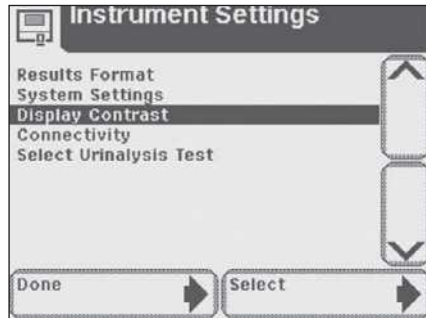 Instrument Settings
Results Format
System Settings
Display Contrast
Connectivity
Select Urinalysis Test
Done
Select